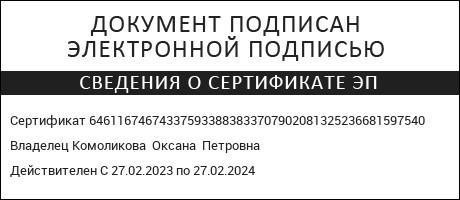 ДОКУМЕНТ ПОДПИСАН
ЭЛЕКТРОННОЙ ПОДПИСЬЮ
СВЕДЕНИЯ О СЕРТИФИКАТЕ ЭП
Сертификат 646116746743375933883833707902081325236681597540
Владелец Комоликова Оксана Петровна
Действителен С 27.02.2023 по 27.02.2024